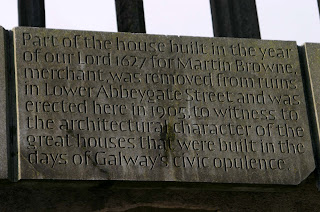 Part of the house built in the year
of our Lord 1627 for Martin Browne,
merchant, was removed from ruins
in Lower Abbeygate Street and was
erected here in 1905 to witness to
the architectural character of the
great houses that were built in the
days of Galway's civic opulence